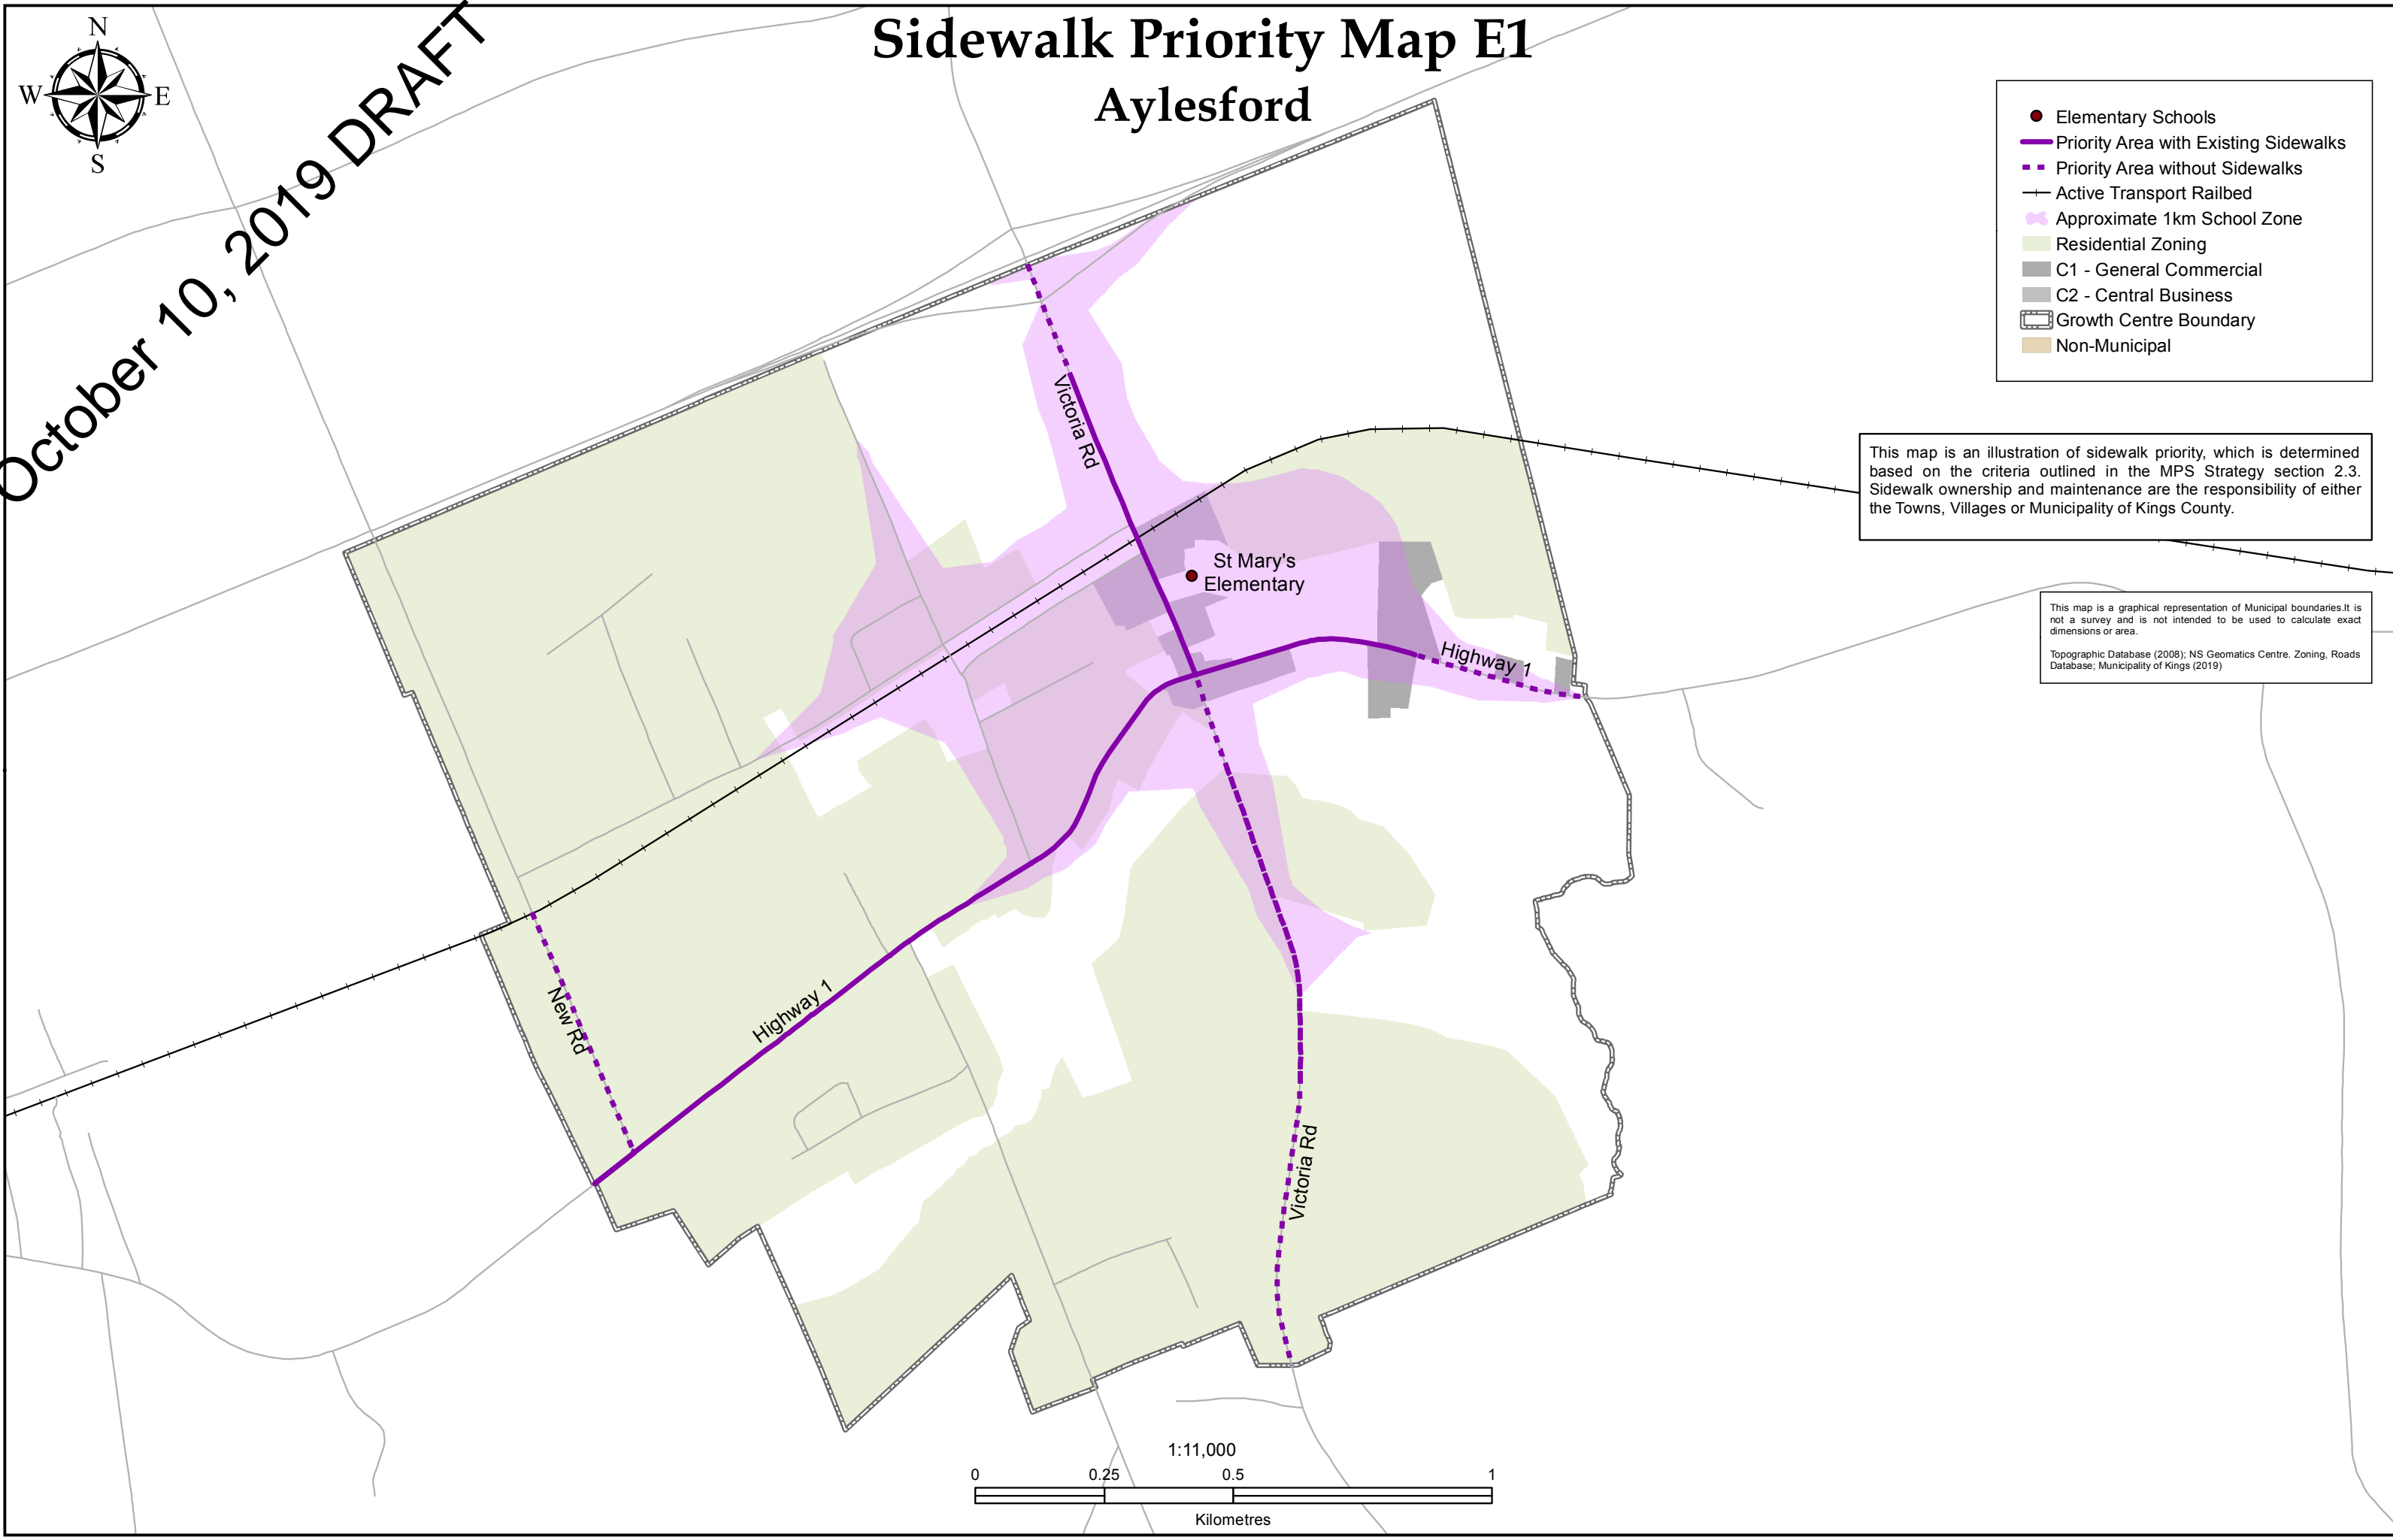 Sidewalk Priority Map E1
Aylesford
October 10, 2019 DRAFT
N
W
E
S
Elementary Schools
Priority Area with Existing Sidewalks
Priority Area without Sidewalks
Active Transport Railbed
Approximate 1km School Zone
Residential Zoning
C1 - General Commercial
C2 - Central Business
Growth Centre Boundary
Non-Municipal
This map is an illustration of sidewalk priority, which is determined
based on the criteria outlined in the MPS Strategy section 2.3.
Sidewalk ownership and maintenance are the responsibility of either
the Towns, Villages or Municipality of Kings County.
This map is a graphical representation of Municipal boundaries.It is
not a survey and is not intended to be used to calculate exact
dimensions or area.
Topographic Database (2008); NS Geomatics Centre. Zoning, Roads
Database; Municipality of Kings (2019)
Victoria Rd
St Mary's
Elementary
Highway 1
New Rd
Highway 1
Victoria Rd
1:11,000
0
0.25
0.5
1
Kilometres